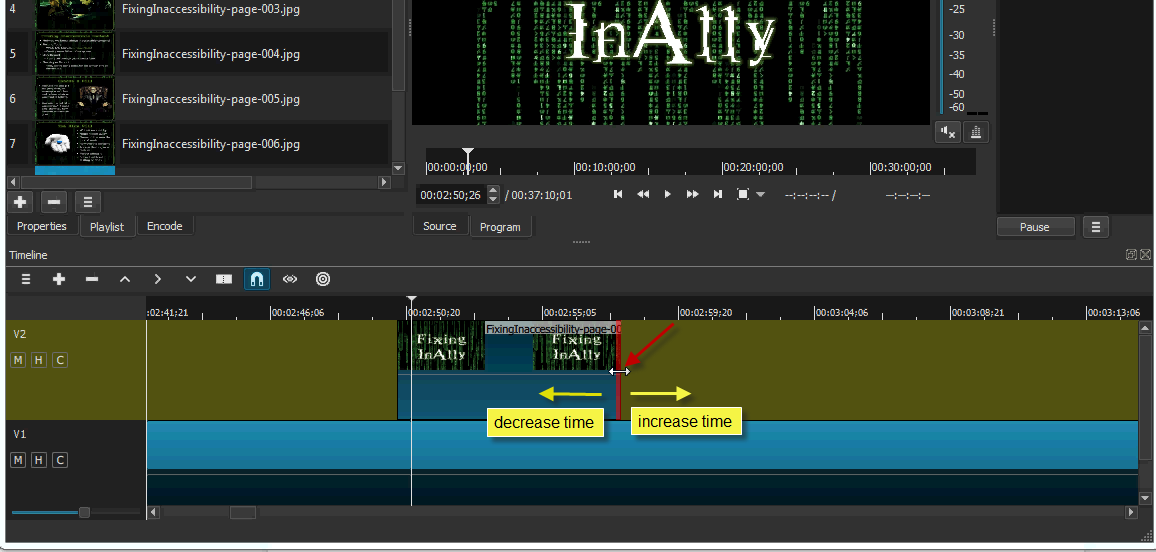 4
FixingInaccessibility-page-003.jpg
5
FixingInaccessibility-page-004.jpg
6
FixingInaccessibility-page-005.jpg
7
FixingInaccessibility-page-006.jpg
InAlly
-25
-30
-35
-40
-50
-60
00:00:00;00
00:10:00;00
00:20:00;00
00:30:00;00
00:02:50;26
/ 00:37:10;01
--:--:--:-- /
--:--:--:--
Properties
Playlist
Encode
Source
Program
Pause
Timeline
:02:41;21
00:02:46;06
00:02:50;20
00:02:55;05
00:02:59;20
00:03:04;06
00:03:08;21
00:03:13;06
V2
M H C
FixingInaccessibility-page-00
Fixing
InAlly
Fixing
InAlly
decrease time
increase time
V1
M H C